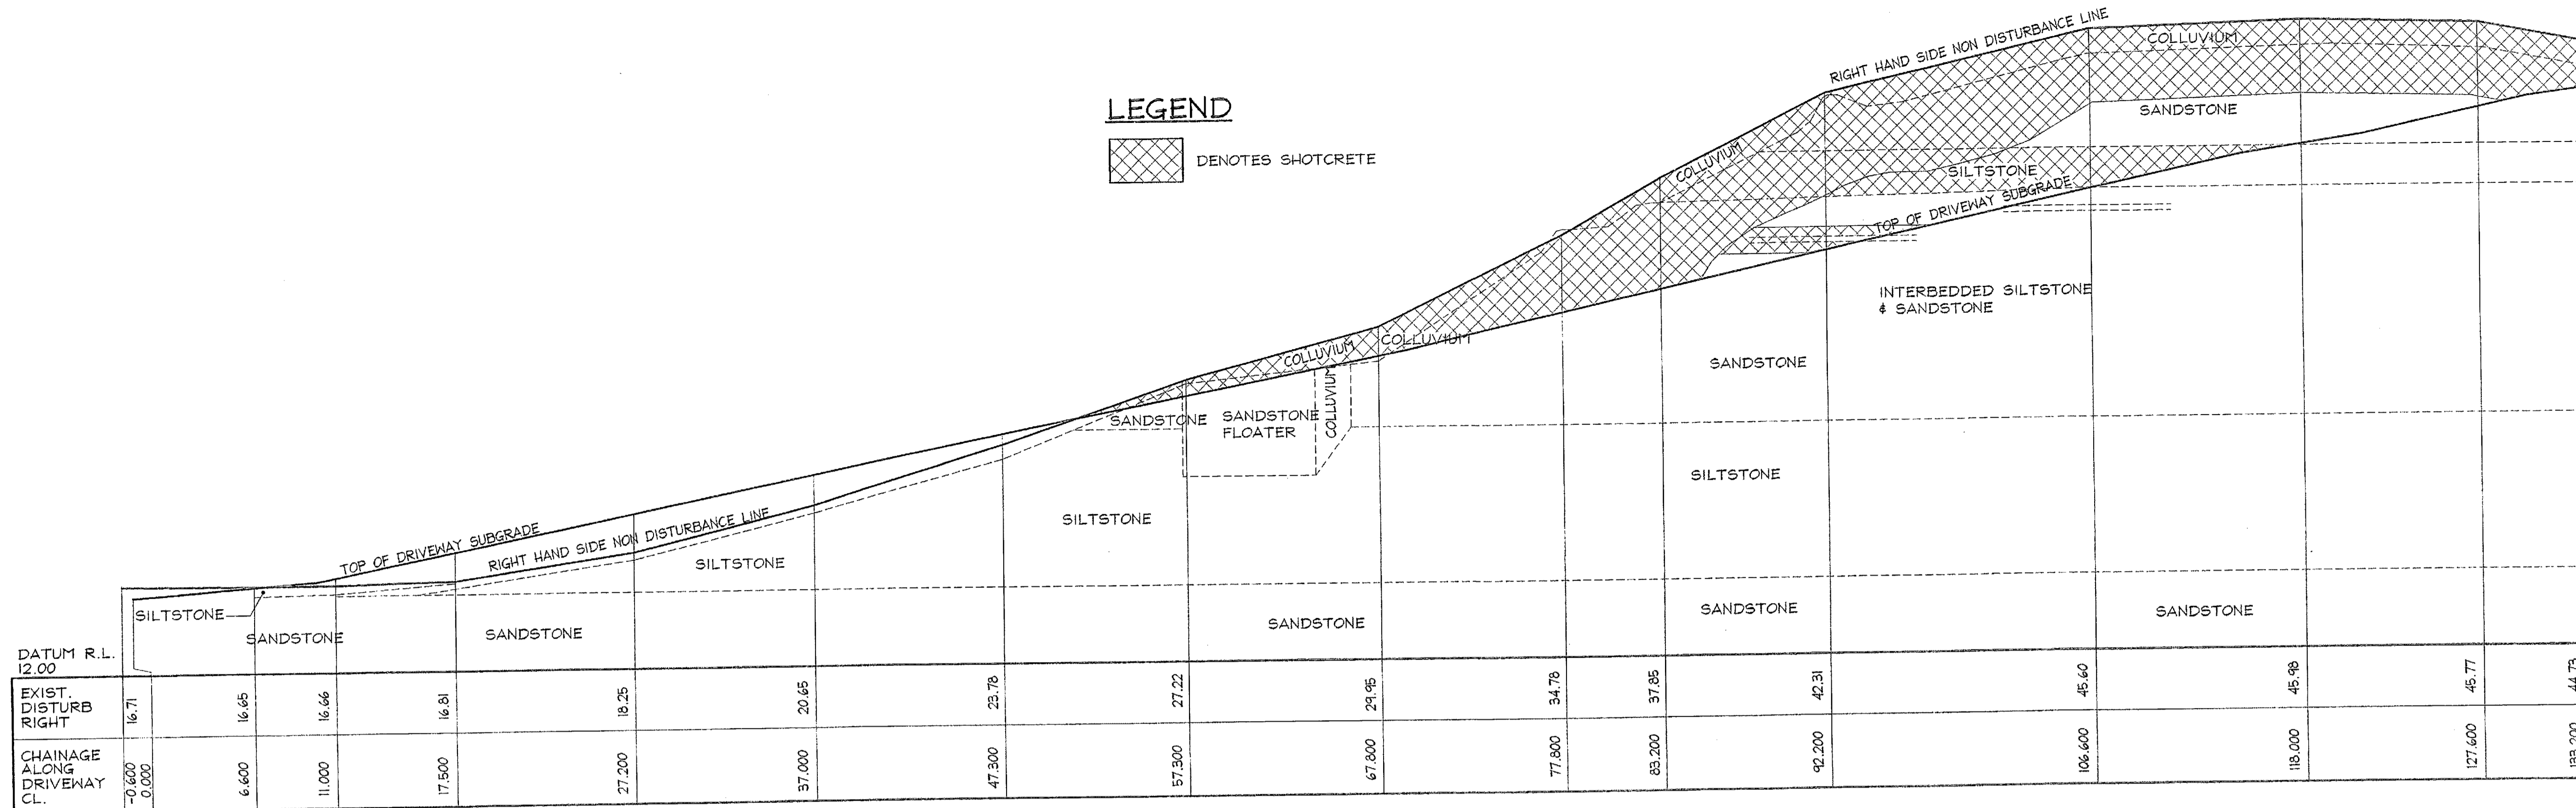 RIGHT HAND SIDE NON DISTURBANCE LINE
COLLUVIUM
LEGEND
SANDSTONE
DENOTES SHOTCRETE
COLLUVIUM
SILTSTONE
TOP OF DRIVEWAY SUBGRADE
INTERBEDDED SILTSTONE
& SANDSTONE
COLLUVIUM
COLLUVIUM
SANDSTONE
COLLUVIUM
SANDSTONE
SANDSTONE
FLOATER
SILTSTONE
SILTSTONE
TOP OF DRIVEWAY SUBGRADE
RIGHT HAND SIDE NON DISTURBANCE LINE
SILTSTONE
SILTSTONE
SANDSTONE
SANDSTONE
SANDSTONE
SANDSTONE
SANDSTONE
DATUM R.L.
12.00
EXIST.
DISTURB
RIGHT
16.71 16.65 16.66 16.81 18.25 20.65 23.78 27.22 29.95 34.78 37.85 42.31 45.60 45.98 45.77 44.73
CHAINAGE
ALONG
DRIVEWAY
CL.
-0.600 0.000 6.600 11.000 17.500 27.200 37.000 47.300 57.300 67.800 77.800 83.200 92.200 106.600 118.000 127.600 133.200